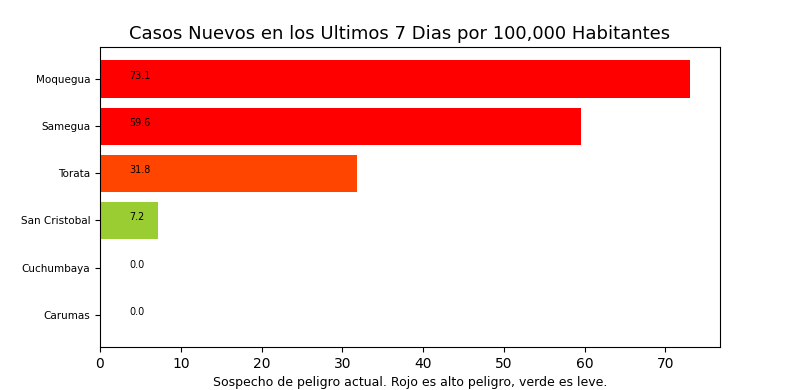 Casos Nuevos en los Ultimos 7 Dias por 100,000 Habitantes
Moquegua 73.1
Samegua 59.6
Torata 31.8
San Cristobal 7.2
Cuchumbaya 0.0
Carumas 0.0
0 10 20 30 40 50 60 70
Sospecho de peligro actual. Rojo es alto peligro, verde es leve.